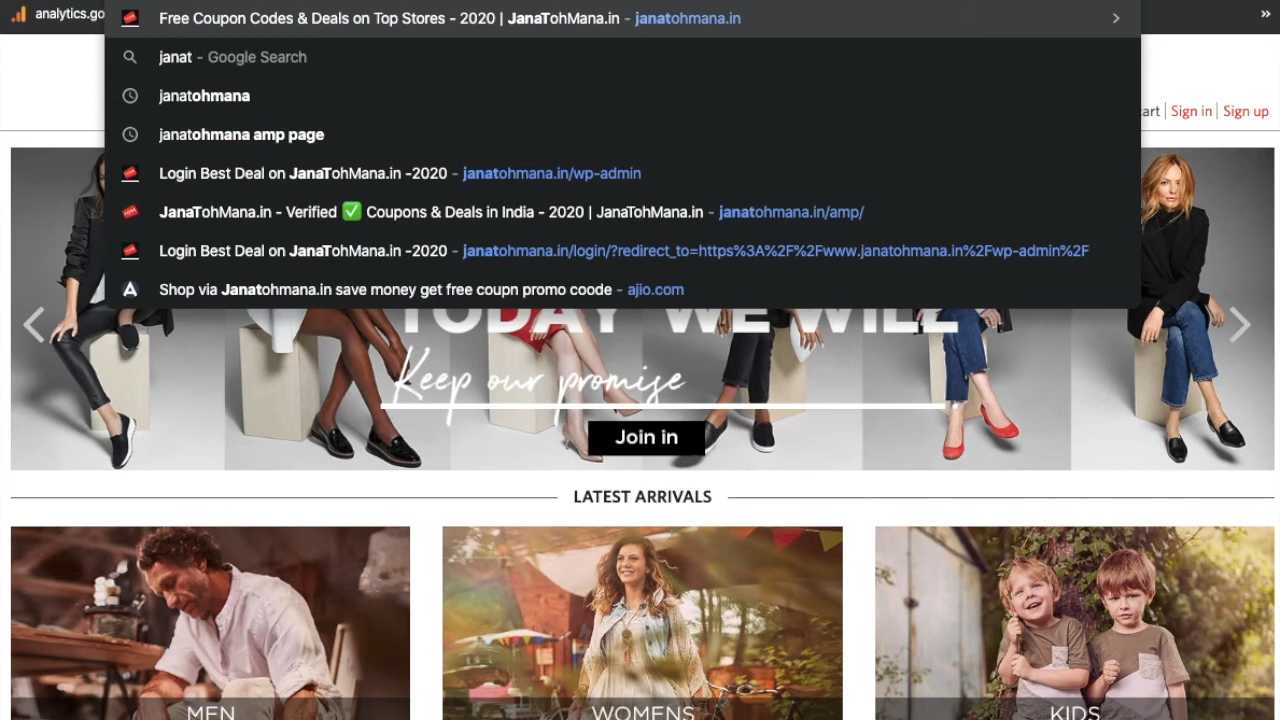 analytics.go
Free Coupon Codes & Deals on Top Stores - 2020 | JanaTohMana.in - janatohmana.in
»
janat - Google Search
janatohmana
art | Sign in | Sign up
janatohmana amp page
Login Best Deal on JanaTohMana.in -2020 - janatohmana.in/wp-admin
JanaTohMana.in - Verified ✅ Coupons & Deals in India - 2020 | JanaTohMana.in - janatohmana.in/amp/
Login Best Deal on JanaTohMana.in -2020 - janatohmana.in/login/?redirect_to=https%3A%2F%2Fwww.janatohmana.in%2Fwp-admin%2F
Shop via Janatohmana.in save money get free coupn promo coode - ajio.com
TODAY WE WILL
Keep our promise
Join in
LATEST ARRIVALS
MEN
WOMENS
KIDS